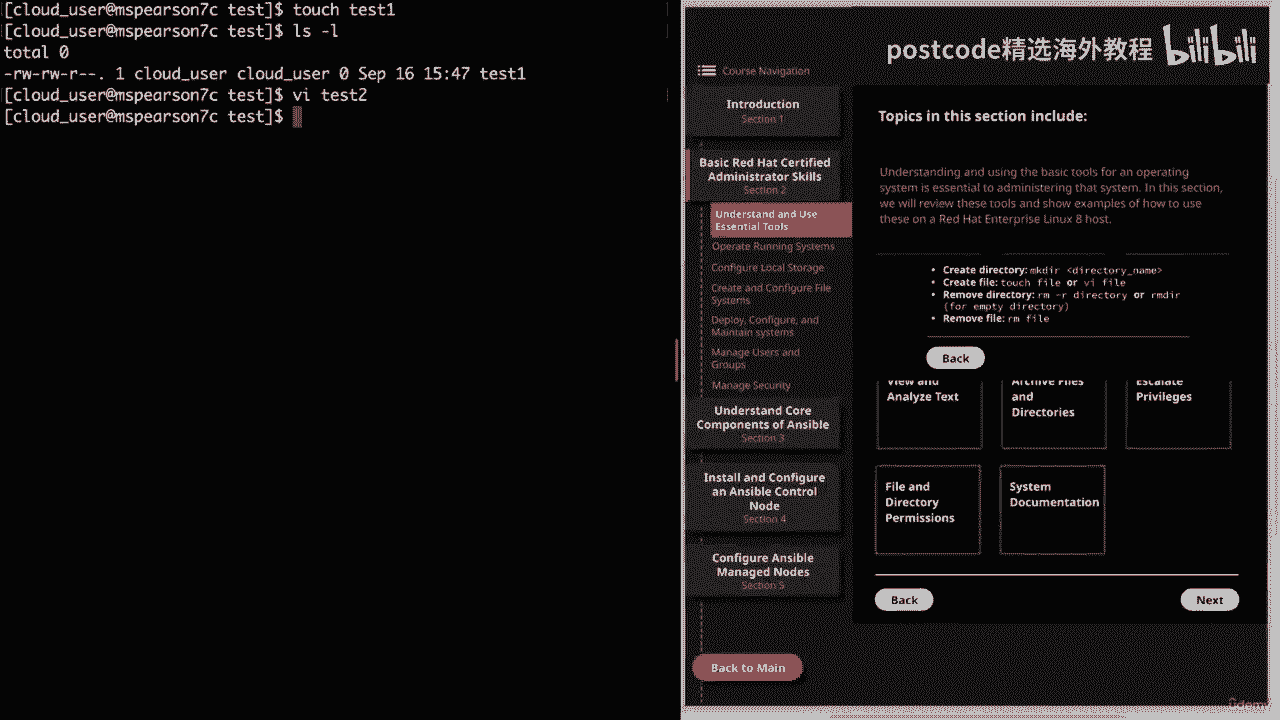 [cloud_user@mspearson7c test]$ touch test1
[cloud_user@mspearson7c test]$ ls -l
total 0
-rw-rw-r--. 1 cloud_user cloud_user 0 Sep 16 15:47 test1
[cloud_user@mspearson7c test]$ vi test2
[cloud_user@mspearson7c test]$
postcode精选海外教程 bilibili
Course Navigation
Introduction
Section 1
Basic Red Hat Certified
Administrator Skills
Section 2
Understand and Use
Essential Tools
Operate Running Systems
Configure Local Storage
Create and Configure File
Systems
Deploy, Configure, and
Maintain systems
Manage Users and
Groups
Manage Security
Understand Core
Components of Ansible
Section 3
Install and Configure
an Ansible Control
Node
Section 4
Configure Ansible
Managed Nodes
Section 5
Back to Main
Topics in this section include:
Understanding and using the basic tools for an operating
system is essential to administering that system. In this section,
we will review these tools and show examples of how to use
these on a Red Hat Enterprise Linux 8 host.
• Create directory: mkdir <directory_name>
• Create file: touch file or vi file
• Remove directory: rm -r directory or rmdir
(for empty directory)
• Remove file: rm file
Back
View and
Analyze Text
Archive Files
and
Directories
Escalate
Privileges
File and
Directory
Permissions
System
Documentation
Back
Next
ûdemy